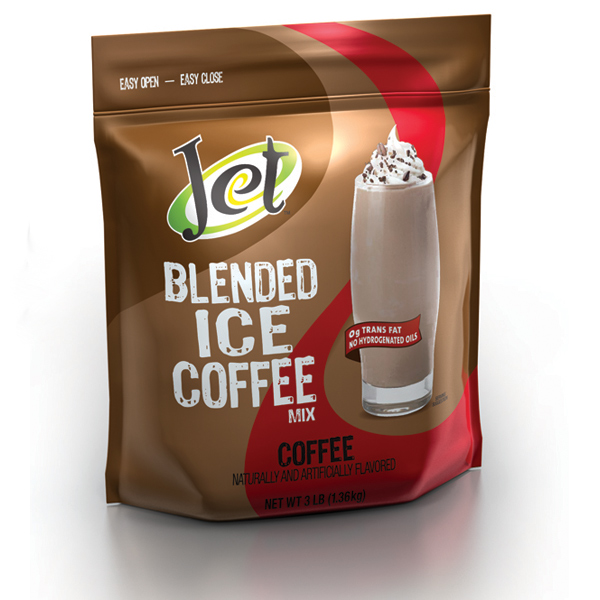 EASY OPEN — EASY CLOSE
Jet
BLENDED
ICE
COFFEE
MIX
0g TRANS FAT
NO HYDROGENATED OILS
COFFEE
NATURALLY AND ARTIFICIALLY FLAVORED
NET WT 3 LB (1.36kg)